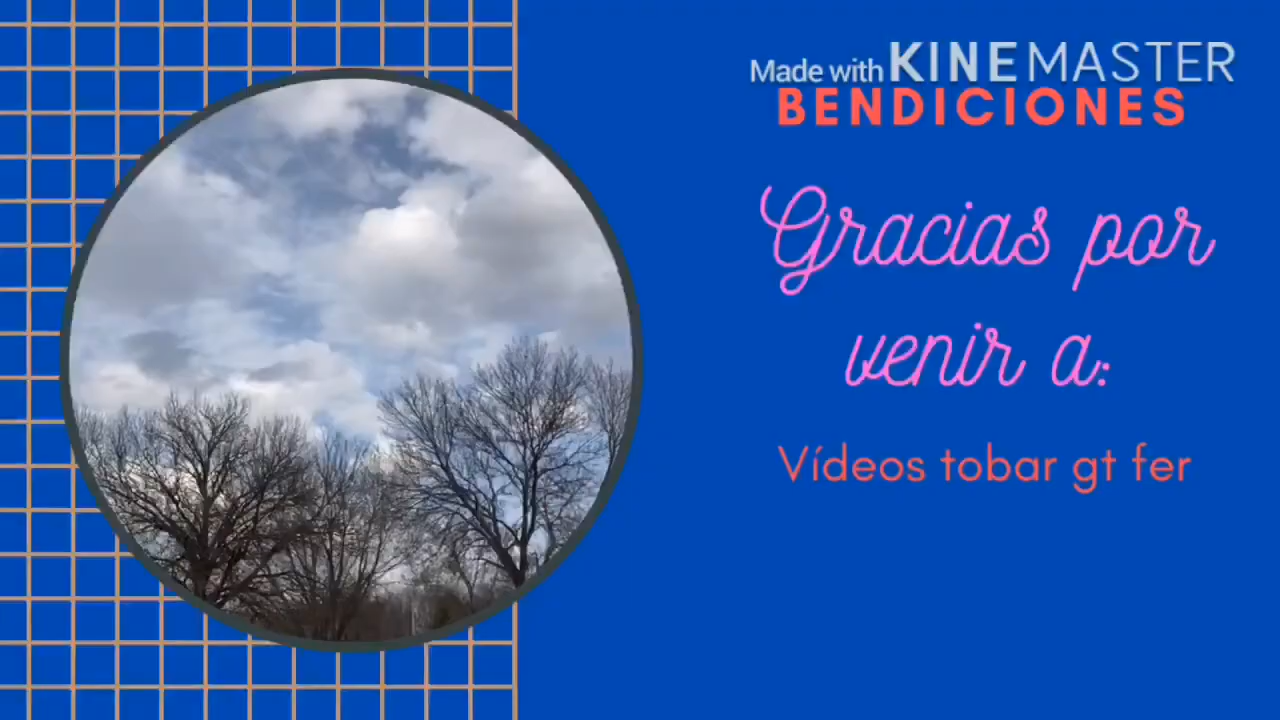 Made with KINEMASTER
BENDICIONES
Gracias por
venir a:
Vídeos tobar gt fer